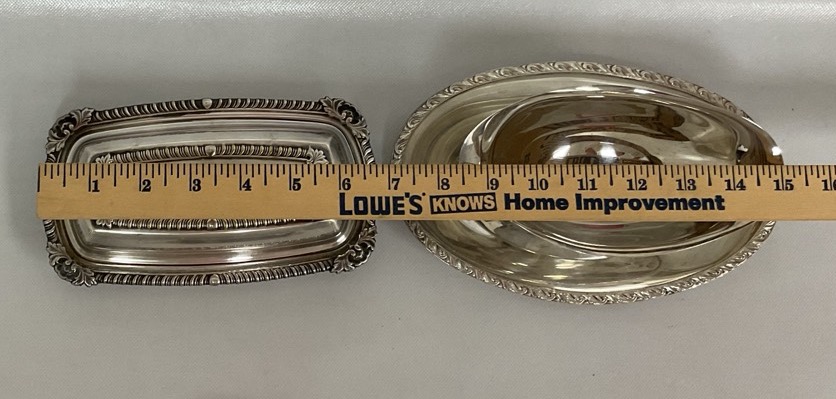 1 2 3 4 5 6 7 8 9 10 11 12 13 14 15
LOWE'S KNOWS Home Improvement